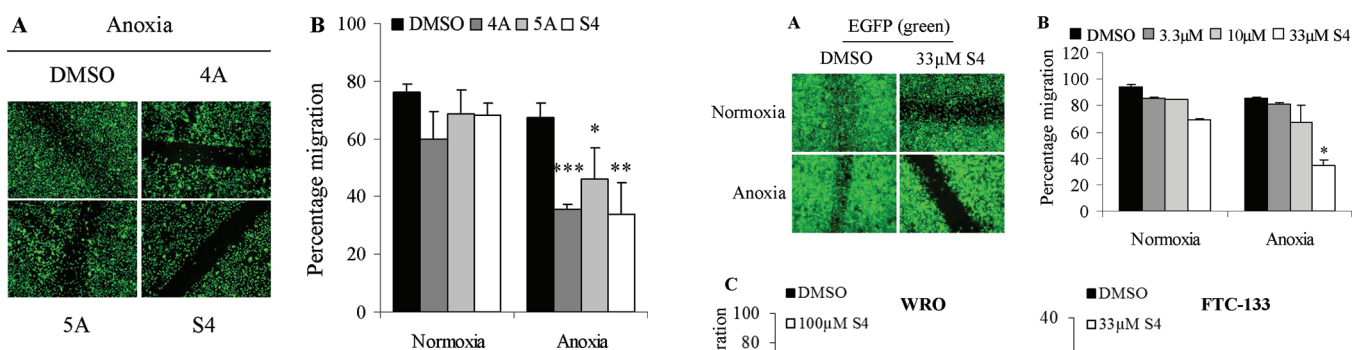 A
Anoxia
DMSO 4A
5A S4
B
DMSO 4A 5A S4
Percentage migration
100
80
60
40
20
0
***
*
**
Normoxia Anoxia
A
EGFP (green)
DMSO 33µM S4
Normoxia
Anoxia
B
DMSO 3.3µM 10µM 33µM S4
Percentage migration
120
100
80
60
40
20
0
*
Normoxia Anoxia
C
DMSO
100µM S4
WRO
100
80
DMSO
33µM S4
FTC-133
40